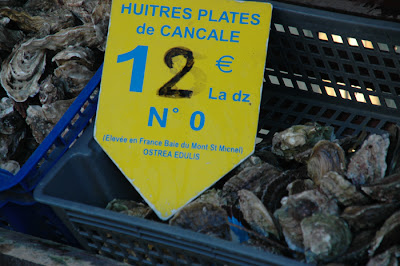 HUITRES PLATES
de CANCALE
12 €
La dz.
N° 0
(Elevée en France Baie du Mont St Michel)
OSTREA EDULIS